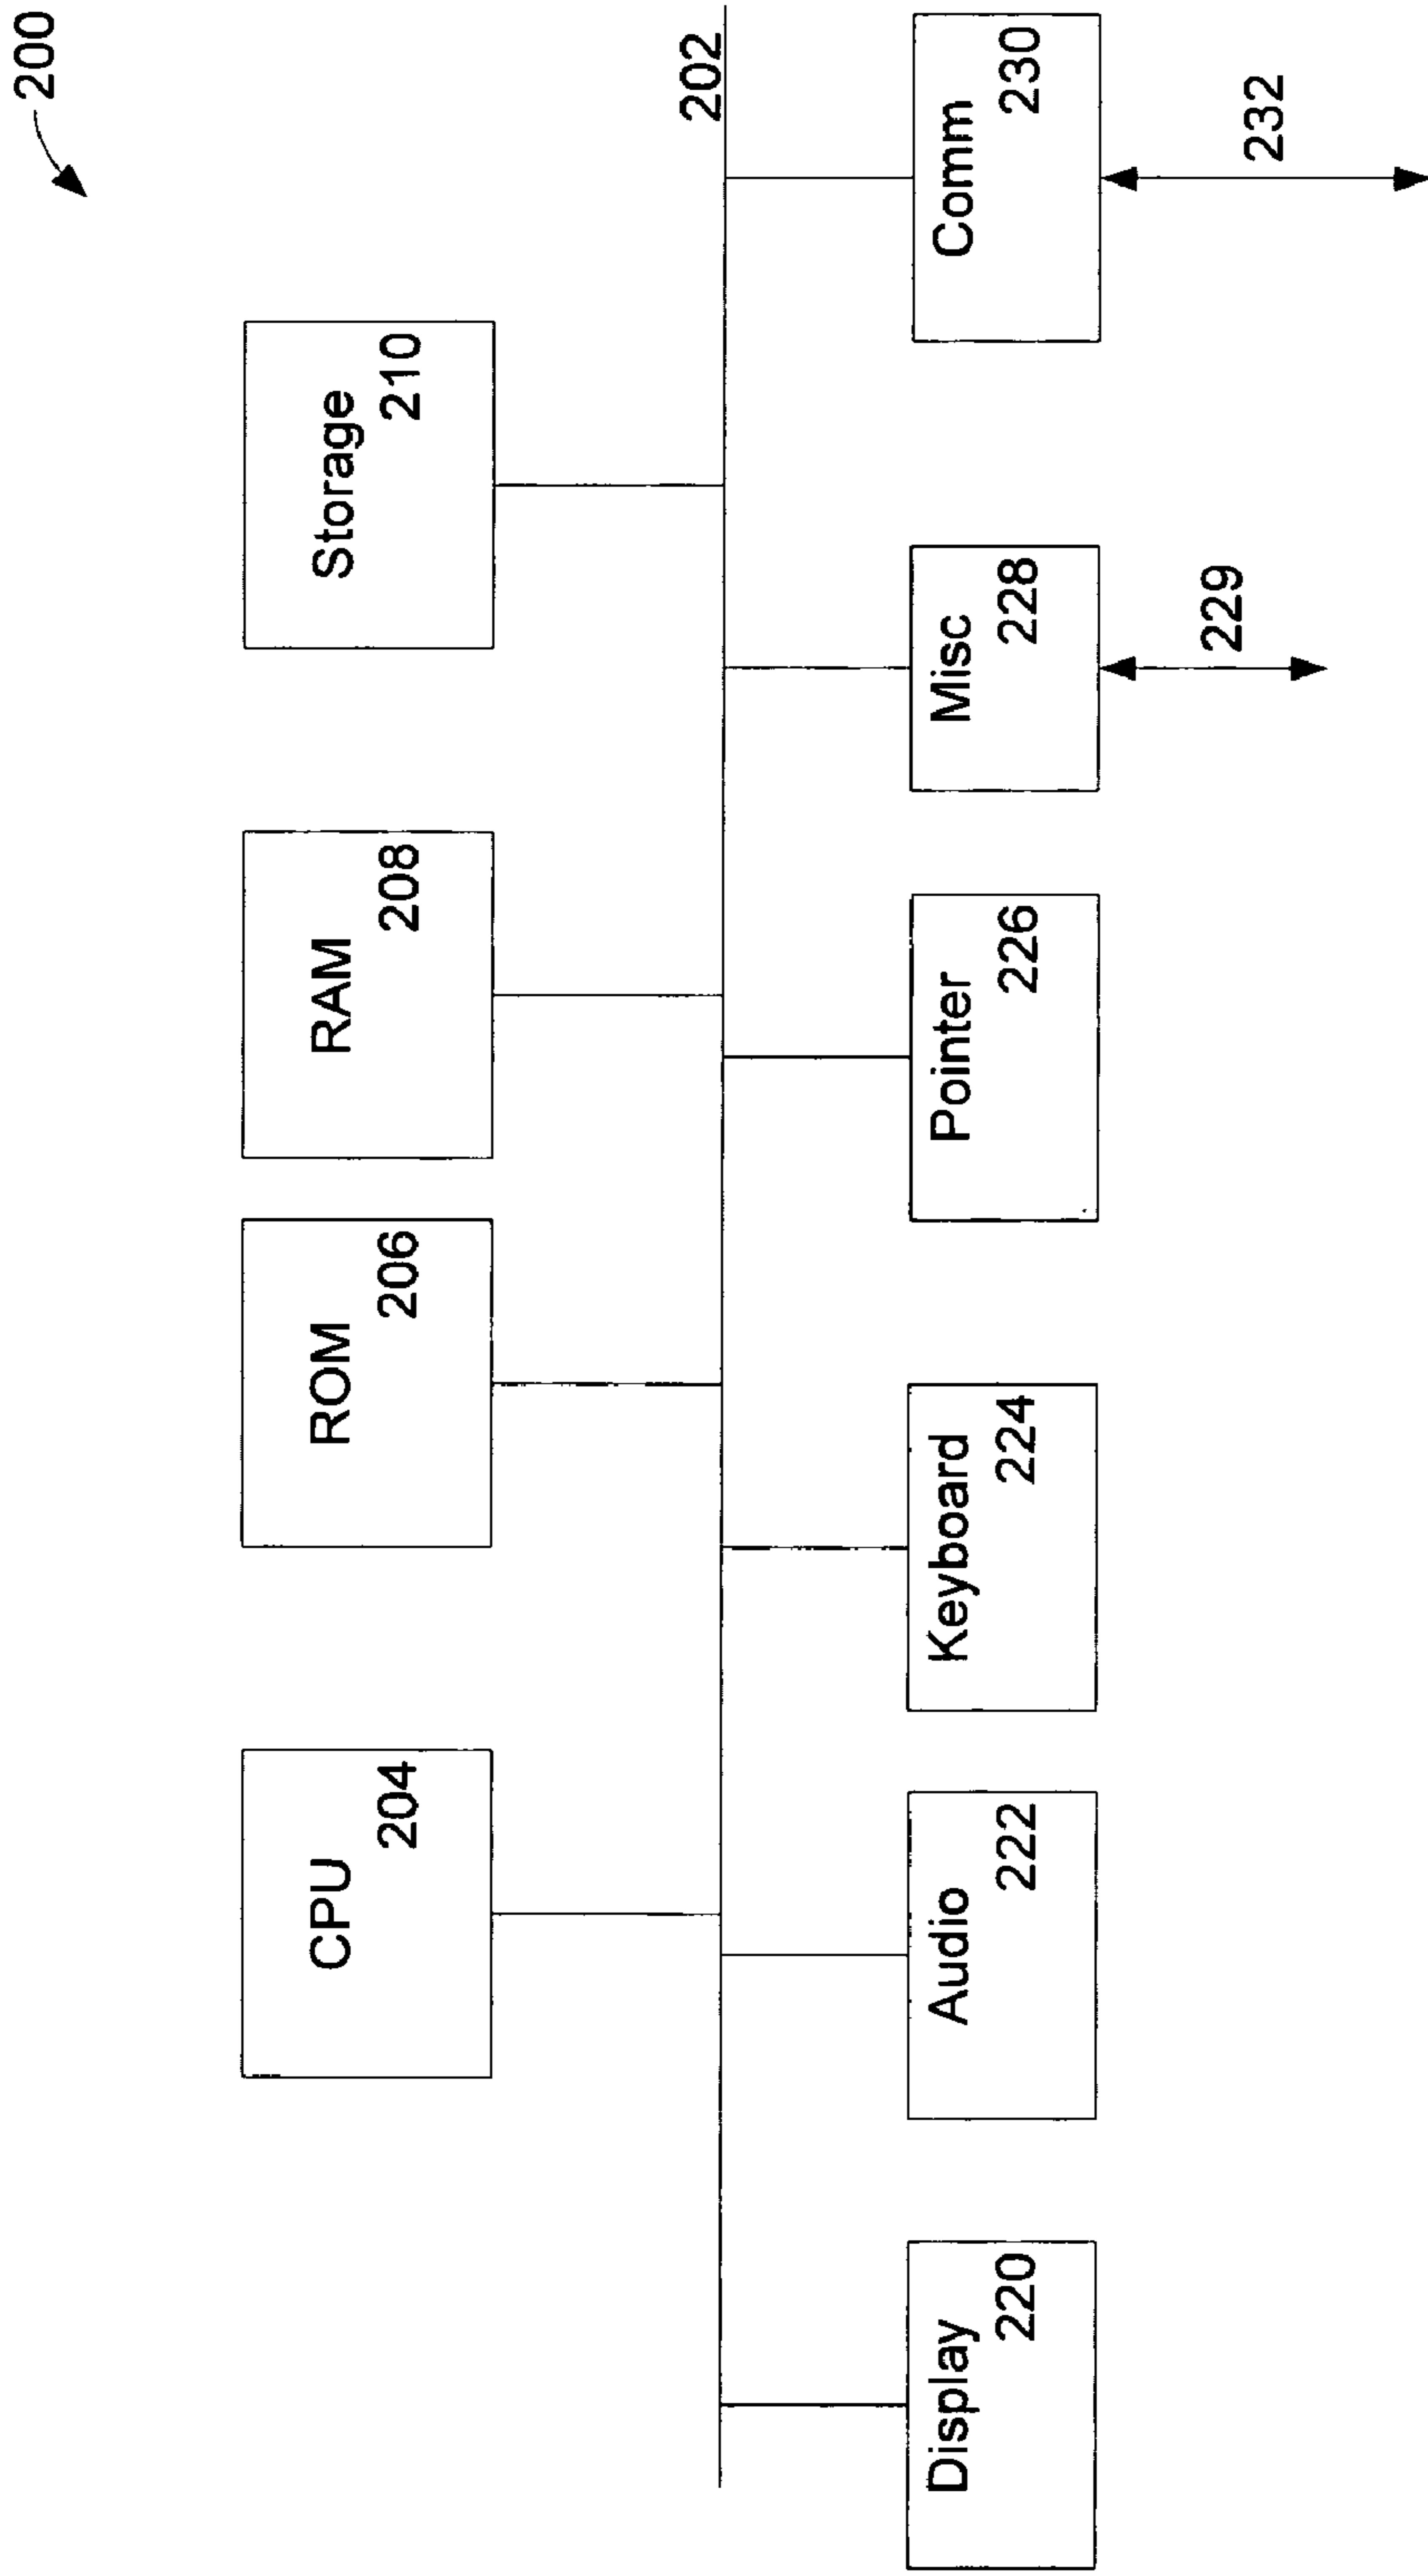 200
CPU
204
ROM
206
RAM
208
Storage
210
202
Display
220
Audio
222
Keyboard
224
Pointer
226
Misc
228
Comm
230
229
232